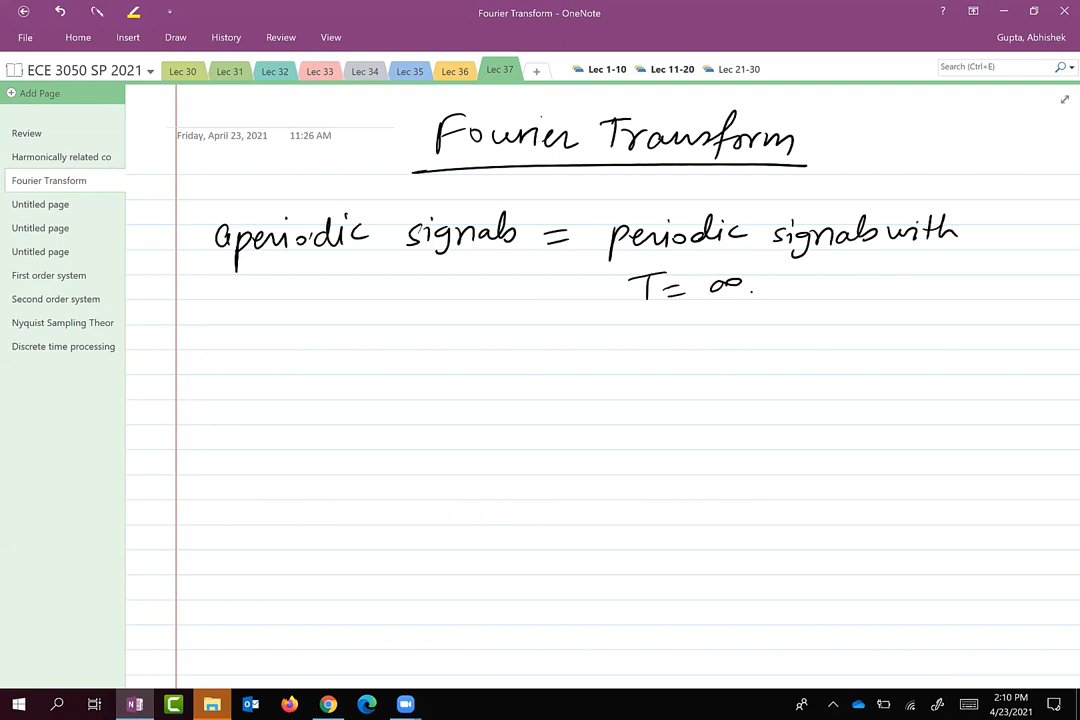 Fourier Transform - OneNote
?
File Home Insert Draw History Review View
Gupta, Abhishek
ECE 3050 SP 2021
Lec 30 Lec 31 Lec 32 Lec 33 Lec 34 Lec 35 Lec 36 Lec 37 + Lec 1-10 Lec 11-20 Lec 21-30
Search (Ctrl+E)
Add Page
Review
Harmonically related co
Fourier Transform
Untitled page
Untitled page
Untitled page
First order system
Second order system
Nyquist Sampling Theor
Discrete time processing
Friday, April 23, 2021 11:26 AM
Fourier Transform
aperiodic signals = periodic signals with
T = ∞.
2:10 PM
4/23/2021